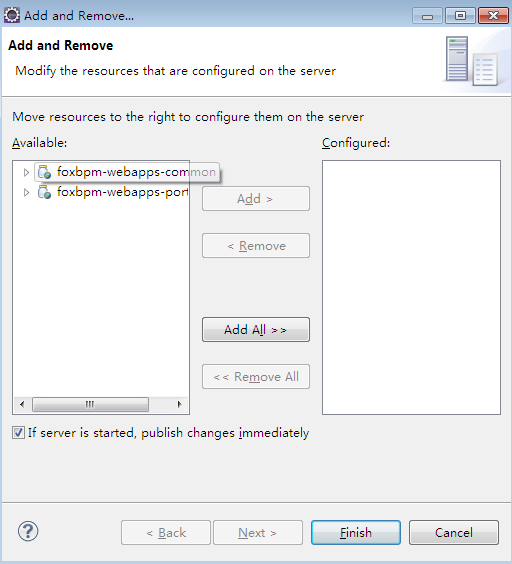 Add and Remove...
Add and Remove
Modify the resources that are configured on the server
Move resources to the right to configure them on the server
Available:
Configured:
foxbpm-webapps-common
foxbpm-webapps-port
Add >
< Remove
Add All >>
<< Remove All
If server is started, publish changes immediately
< Back
Next >
Finish
Cancel